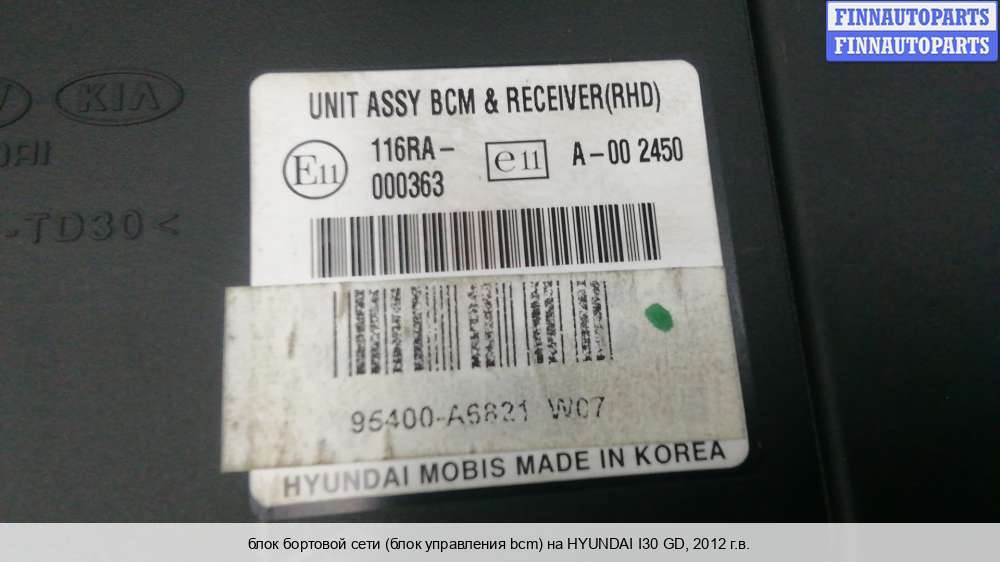 FINNAUTOPARTS
FINNAUTOPARTS
KIA
UNIT ASSY BCM & RECEIVER(RHD)
E11
116RA-
000363
e11
A-00 2450
-TD30<
95400-A6821 W07
HYUNDAI MOBIS MADE IN KOREA
блок бортовой сети (блок управления bcm) на HYUNDAI I30 GD, 2012 г.в.